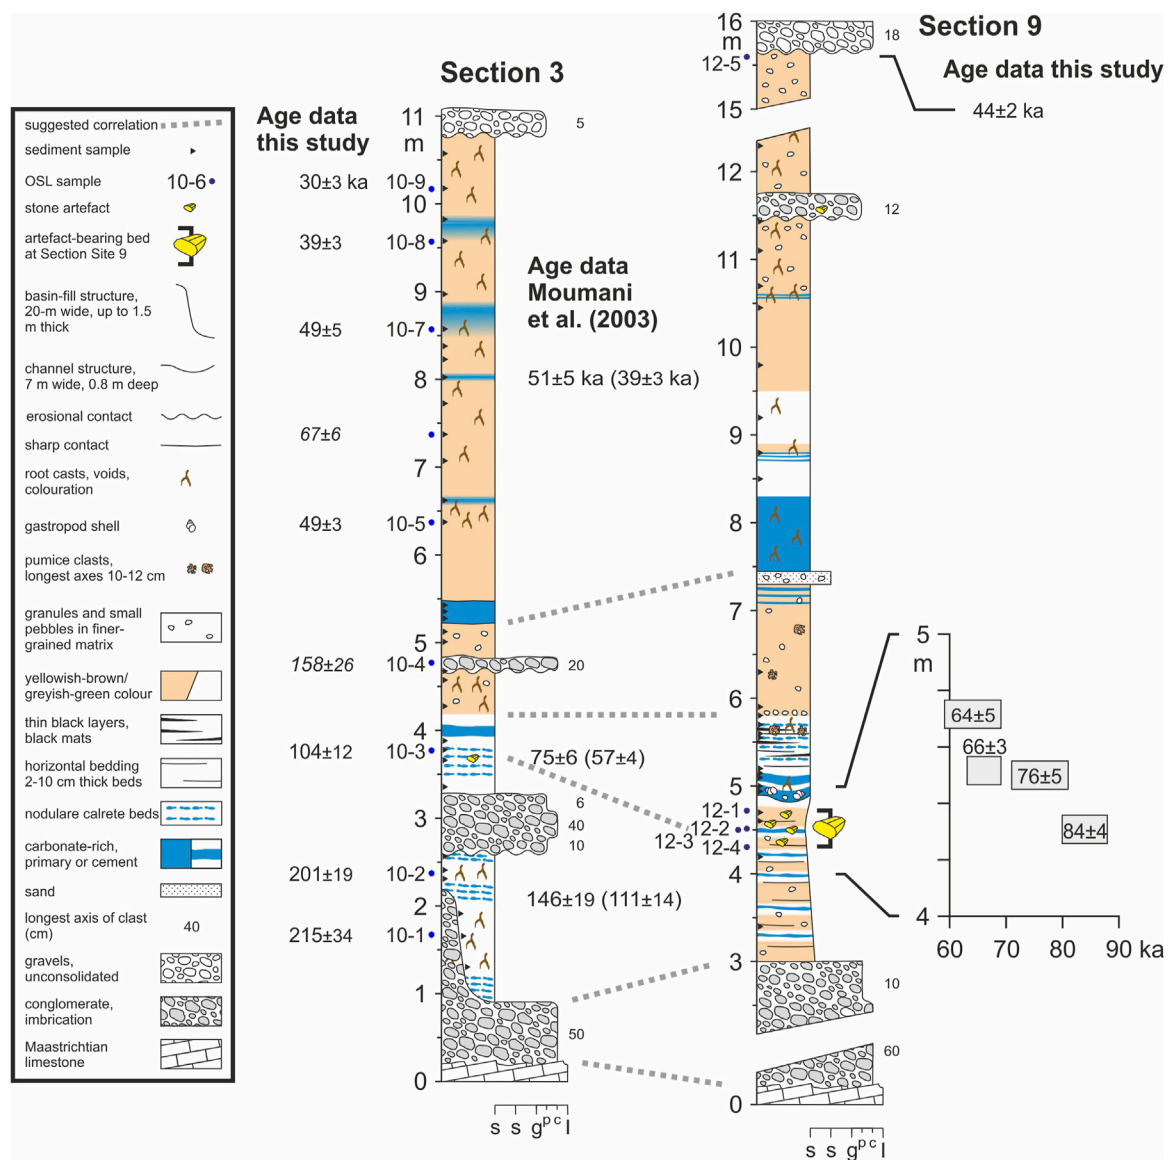 Section 3
Section 9
Age data
this study
Age data
Moumani
et al. (2003)
Age data this study
suggested correlation
sediment sample
OSL sample 10-6
stone artefact
artefact-bearing bed
at Section Site 9
basin-fill structure,
20-m wide, up to 1.5
m thick
channel structure,
7 m wide, 0.8 m deep
erosional contact
sharp contact
root casts, voids,
colouration
gastropod shell
pumice clasts,
longest axes 10-12 cm
granules and small
pebbles in finer-
grained matrix
yellowish-brown/
greyish-green colour
thin black layers,
black mats
horizontal bedding
2-10 cm thick beds
nodulare calrete beds
carbonate-rich,
primary or cement
sand
longest axis of clast 40
(cm)
gravels,
unconsolidated
conglomerate,
imbrication
Maastrichtian
limestone
11
m
5
30±3 ka 10-9
10
39±3 10-8
9
49±5 10-7
8
67±6
7
49±3 10-5
6
5
158±26 10-4
20
4
104±12 10-3
6
3
40
10
201±19 10-2
2
215±34 10-1
1
50
0
s s g p c l
51±5 ka (39±3 ka)
75±6 (57±4)
146±19 (111±14)
16
m
18
12-5
15
44±2 ka
12
12
11
10
9
8
7
6
5
12-1
12-2
12-3 12-4
4
3
10
60
0
s s g p c l
5
m
64±5
66±3
76±5
84±4
4
60 70 80 90 ka